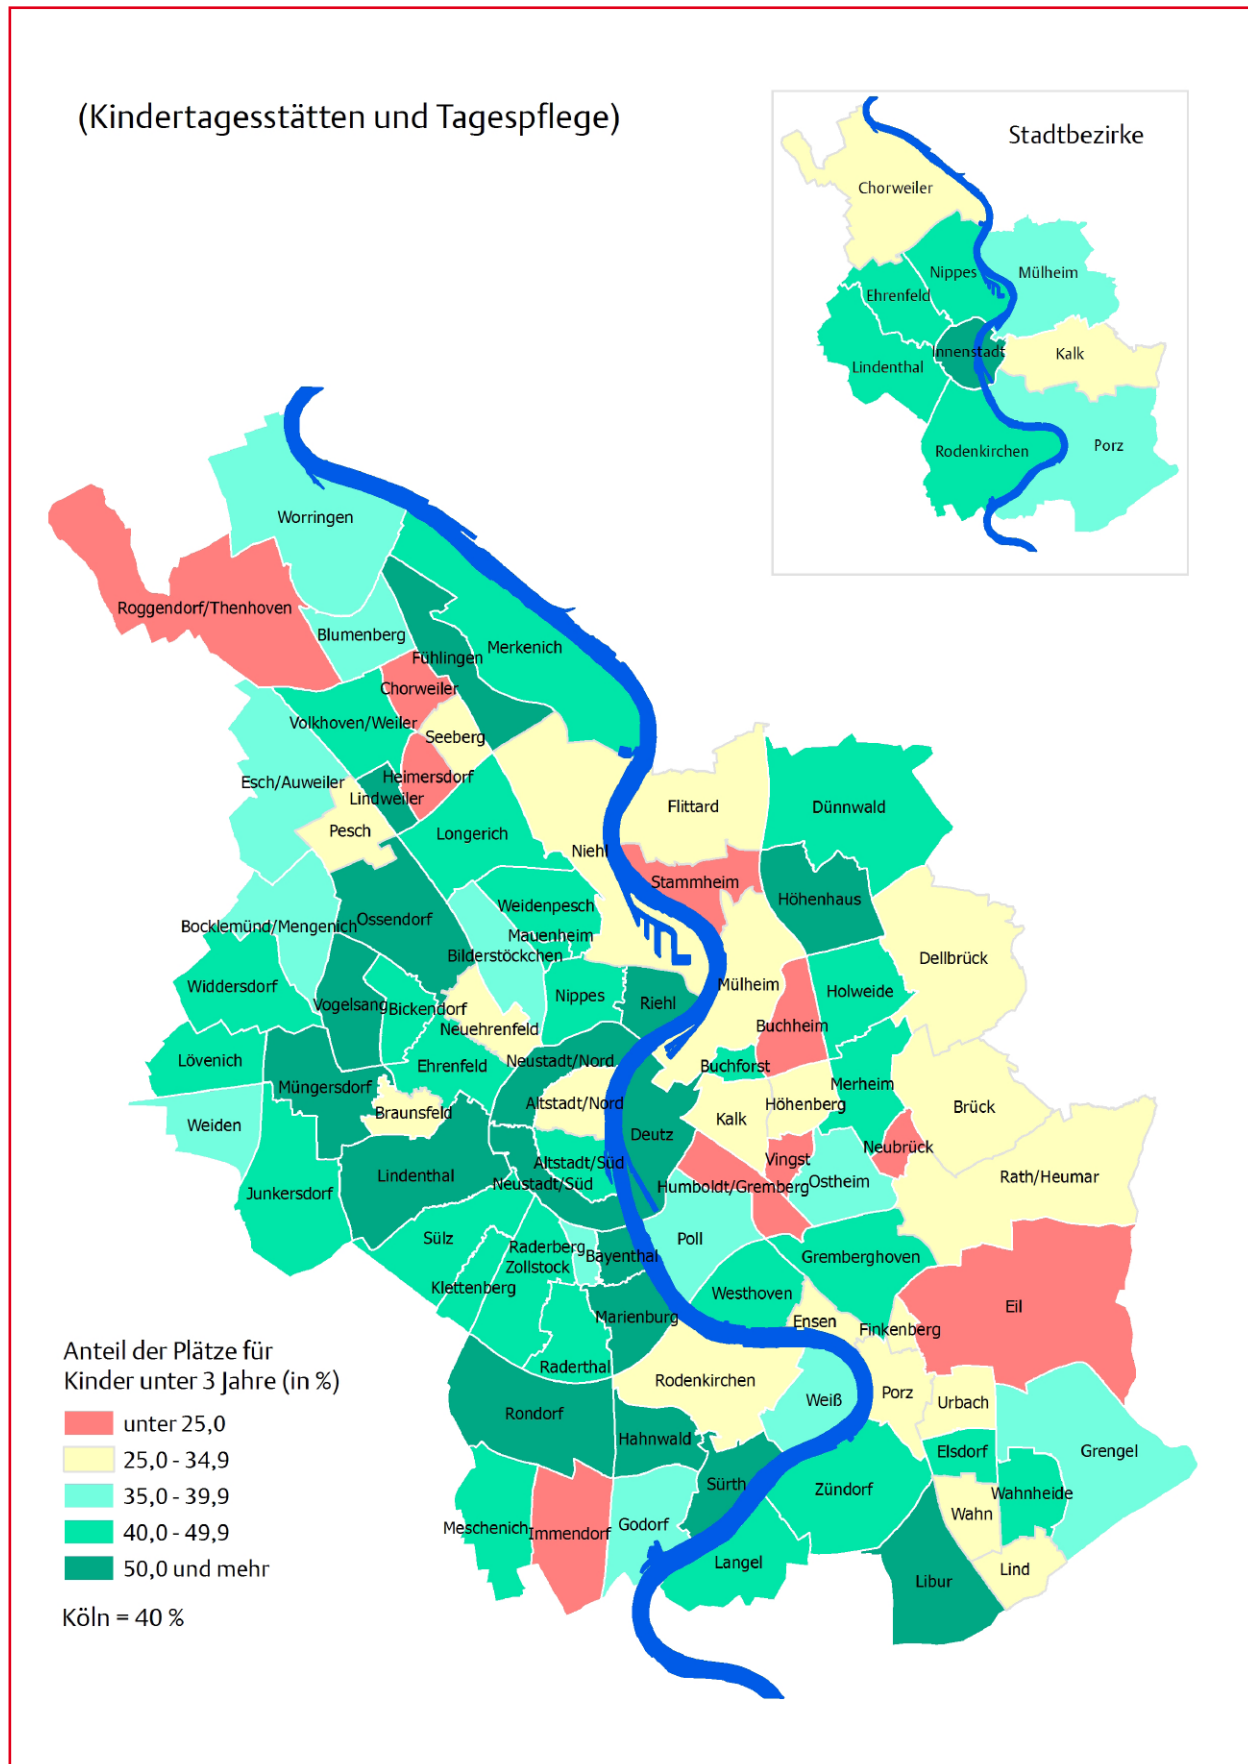 (Kindertagesstätten und Tagespflege)
Stadtbezirke
Chorweiler
Nippes
Mülheim
Ehrenfeld
Innenstadt
Kalk
Lindenthal
Rodenkirchen
Porz
Worringen
Roggendorf/Thenhoven
Blumenberg
Fühlingen
Merkenich
Chorweiler
Volkhoven/Weiler
Seeberg
Esch/Auweiler
Heimersdorf
Lindweiler
Pesch
Longerich
Niehl
Flittard
Dünnwald
Stammheim
Höhenhaus
Weidenpesch
Ossendorf
Bocklemünd/Mengenich
Mauenheim
Bilderstöckchen
Dellbrück
Widdersdorf
Mülheim
Holweide
Vogelsang
Bickendorf
Nippes
Riehl
Neuehrenfeld
Buchheim
Lövenich
Ehrenfeld
Neustadt/Nord
Buchforst
Merheim
Müngersdorf
Braunsfeld
Altstadt/Nord
Höhenberg
Brück
Weiden
Kalk
Deutz
Neubrück
Lindenthal
Altstadt/Süd
Vingst
Neustadt/Süd
Humboldt/Gremberg
Ostheim
Rath/Heumar
Junkersdorf
Sülz
Raderberg
Zollstock
Bayenthal
Poll
Gremberghoven
Klettenberg
Westhoven
Marienburg
Ensen
Finkenberg
Eil
Raderthal
Rodenkirchen
Weiß
Porz
Urbach
Rondorf
Hahnwald
Elsdorf
Grengel
Sürth
Zündorf
Wahnheide
Meschenich
Immendorf
Godorf
Wahn
Langel
Libur
Lind
Anteil der Plätze für
Kinder unter 3 Jahre (in %)
unter 25,0
25,0 - 34,9
35,0 - 39,9
40,0 - 49,9
50,0 und mehr
Köln = 40 %